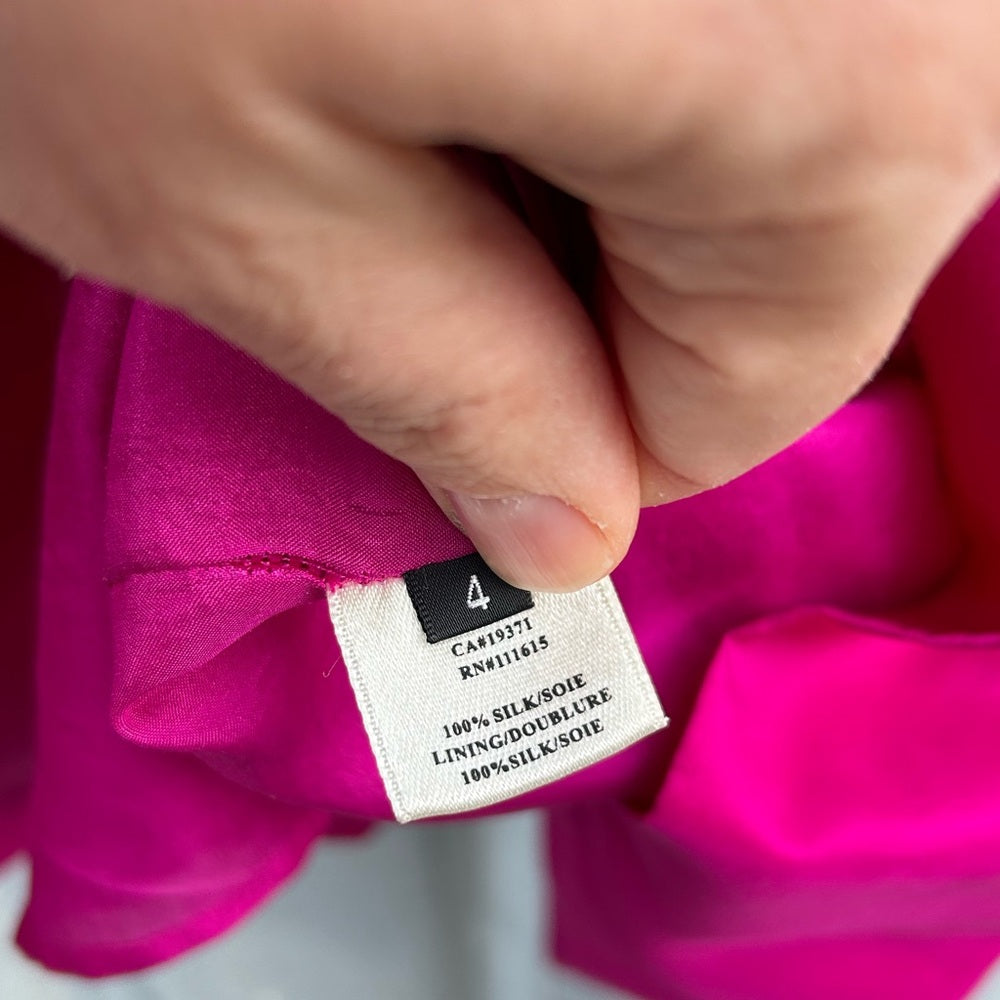 4
CA#19371
RN#111615
100% SILK/SOIE
LINING/DOUBLURE
100%SILK/SOIE